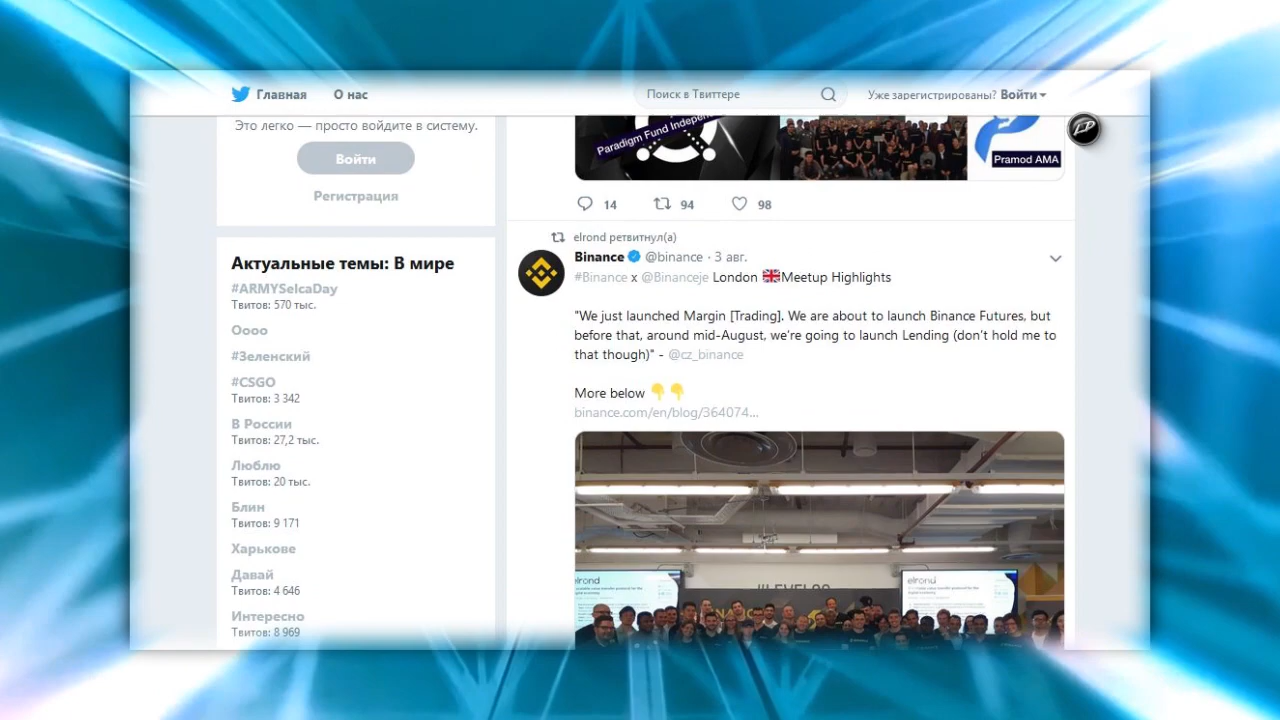 Главная
О нас
Поиск в Твиттере
Уже зарегистрированы? Войти
Это легко — просто войдите в систему.
Войти
Регистрация
Актуальные темы: В мире
#ARMYSelcaDay
Твитов: 570 тыс.
Оооо
#Зеленский
#CSGO
Твитов: 3 342
В России
Твитов: 27,2 тыс.
Люблю
Твитов: 20 тыс.
Блин
Твитов: 9 171
Харькове
Давай
Твитов: 4 646
Интересно
Твитов: 8 969
Paradigm Fund
Pramod AMA
LP
14 94 98
elrond ретвитнул(а)
Binance @binance · 3 авг.
#Binance x @Binanceje London 🇬🇧Meetup Highlights
"We just launched Margin [Trading]. We are about to launch Binance Futures, but
before that, around mid-August, we're going to launch Lending (don't hold me to
that though)" - @cz_binance
More below 👇👇
binance.com/en/blog/364074...
elrond
elrond